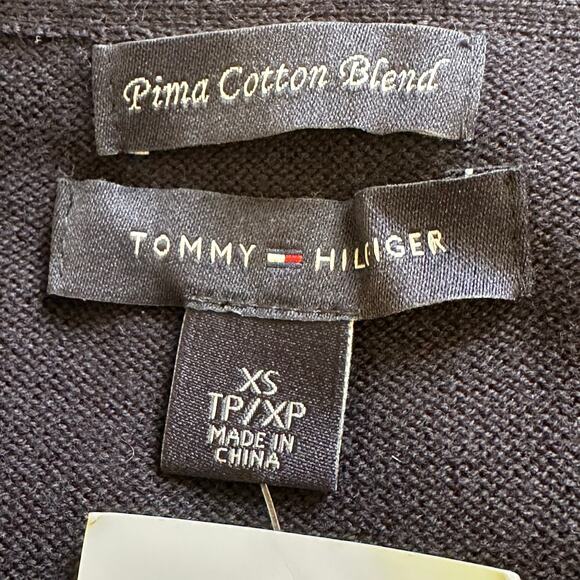 Pima Cotton Blend
TOMMY HILFIGER
XS
TP/XP
MADE IN
CHINA